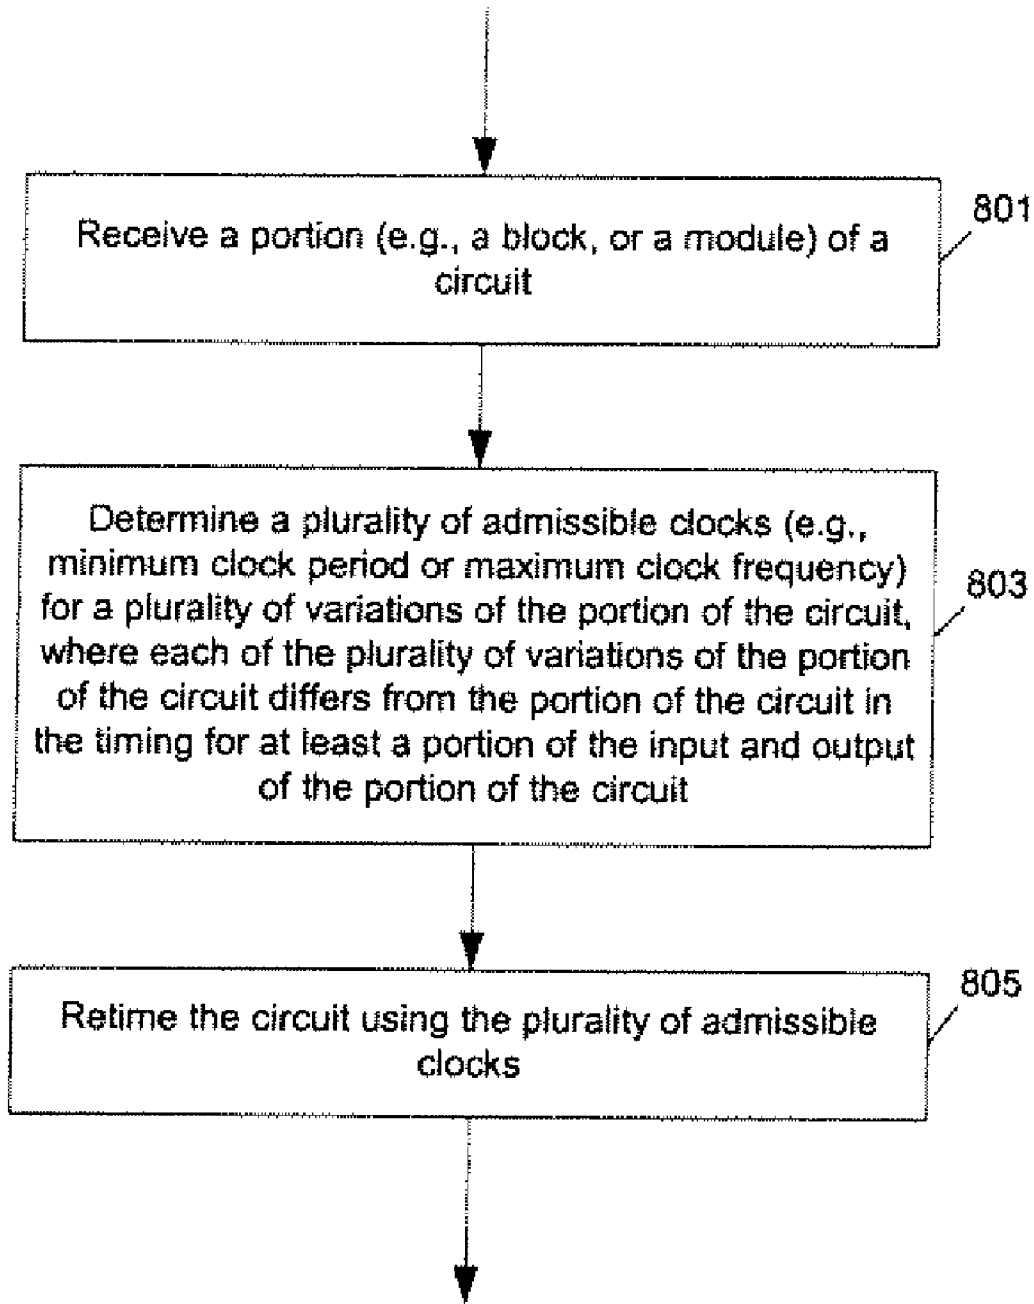 Receive a portion (e.g., a block, or a module) of a
circuit
801
Determine a plurality of admissible clocks (e.g.,
minimum clock period or maximum clock frequency)
for a plurality of variations of the portion of the circuit,
where each of the plurality of variations of the portion
of the circuit differs from the portion of the circuit in
the timing for at least a portion of the input and output
of the portion of the circuit
803
Retime the circuit using the plurality of admissible
clocks
805